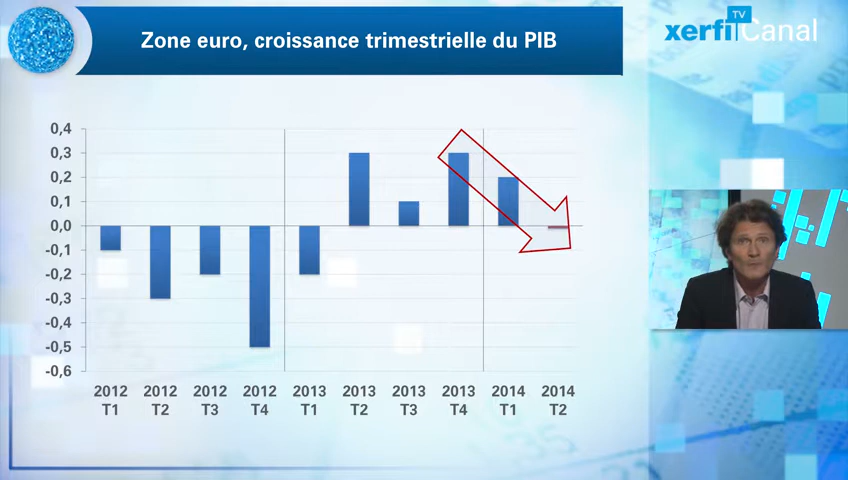 Zone euro, croissance trimestrielle du PIB
xerfi TV Canal
0,4
0,3
0,2
0,1
0,0
-0,1
-0,2
-0,3
-0,4
-0,5
-0,6
2012 2012 2012 2012 2013 2013 2013 2013 2014 2014
T1 T2 T3 T4 T1 T2 T3 T4 T1 T2